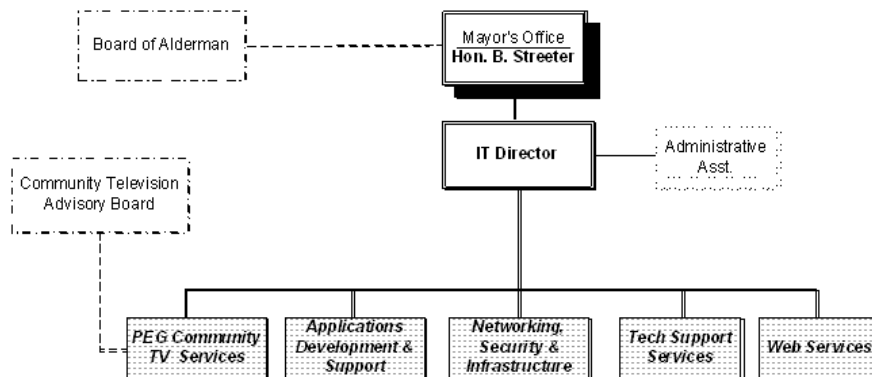 Board of Alderman
Mayor's Office
Hon. B. Streeter
IT Director
Administrative
Asst.
Community Television
Advisory Board
PEG Community
TV Services
Applications
Development &
Support
Networking,
Security &
Infrastructure
Tech Support
Services
Web Services